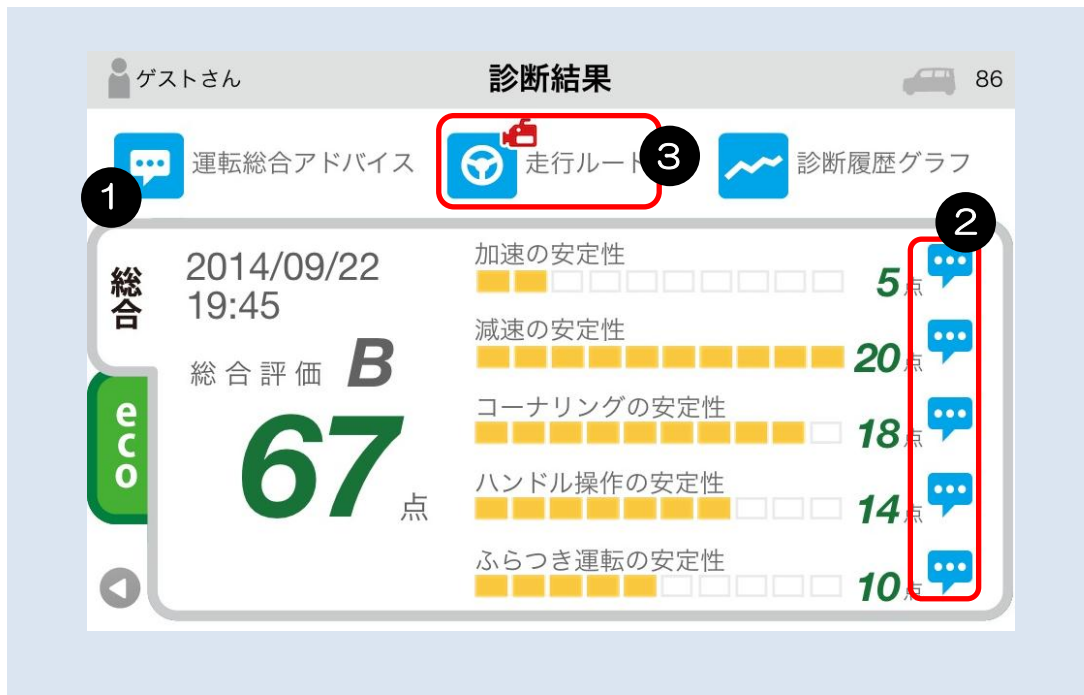 ゲストさん
診断結果
86
運転総合アドバイス
走行ルート
3
診断履歴グラフ
1
2
総合
2014/09/22
19:45
総合評価 B
67点
eco
加速の安定性
5点
減速の安定性
20点
コーナリングの安定性
18点
ハンドル操作の安定性
14点
ふらつき運転の安定性
10点